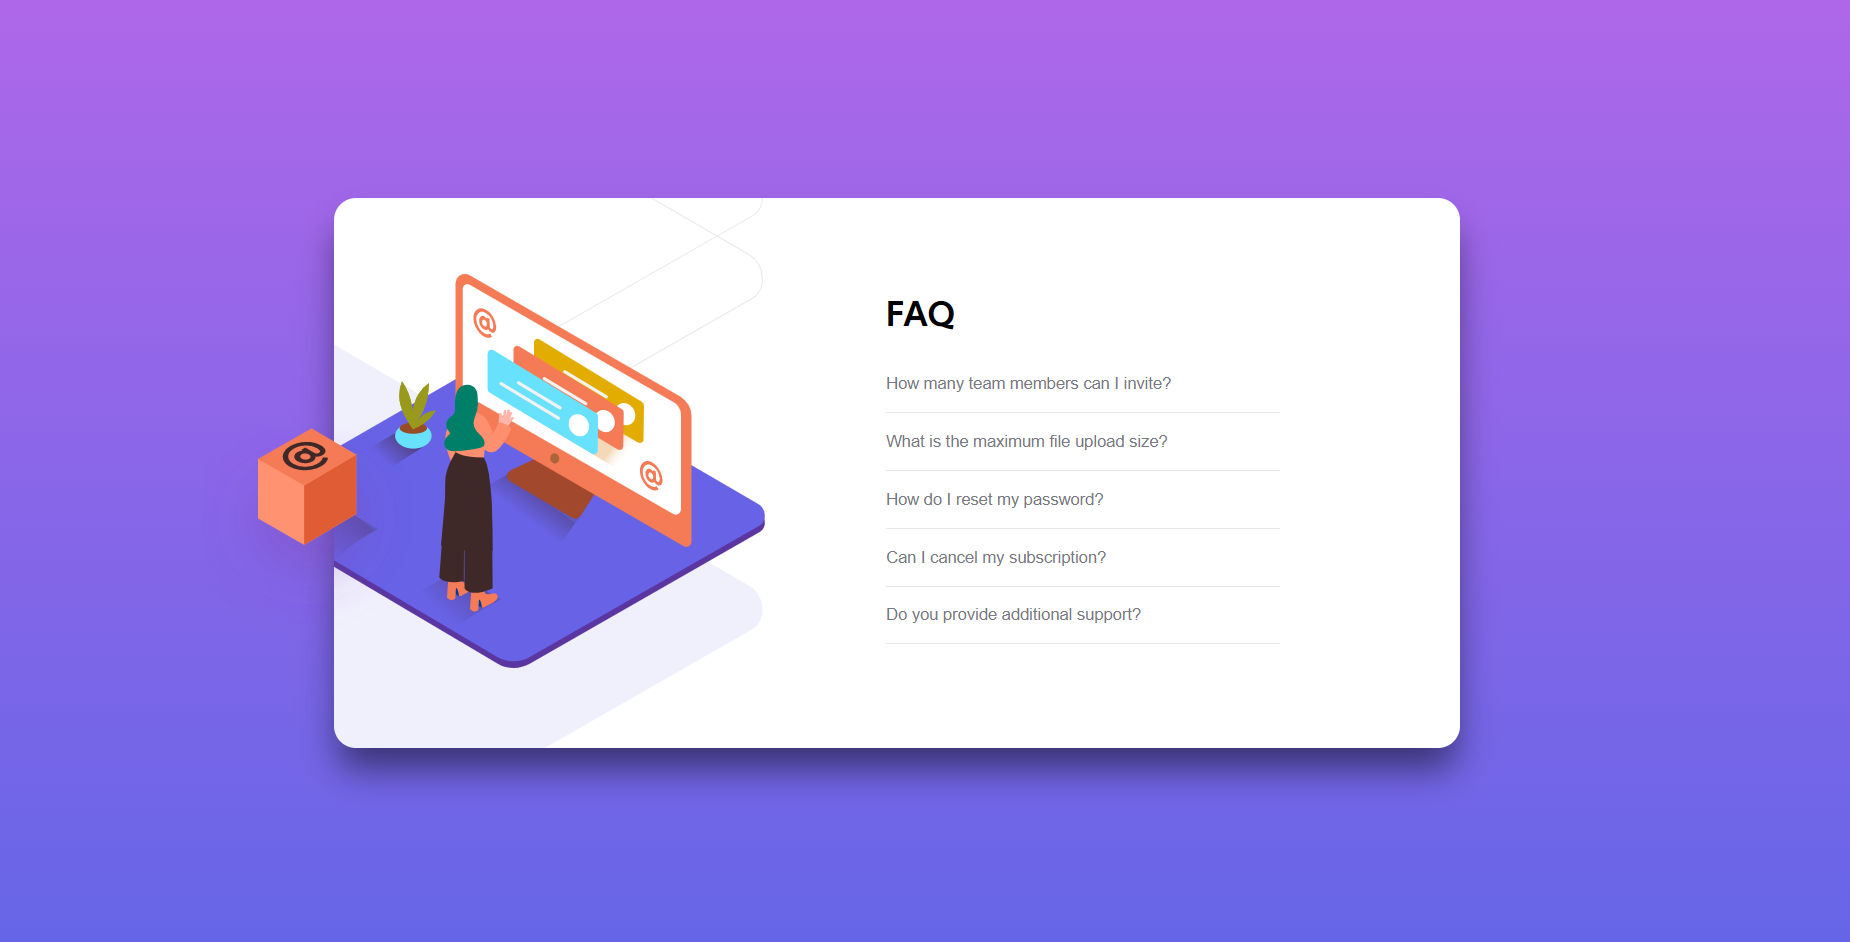 FAQ
How many team members can I invite?
What is the maximum file upload size?
How do I reset my password?
Can I cancel my subscription?
Do you provide additional support?
@
@
@